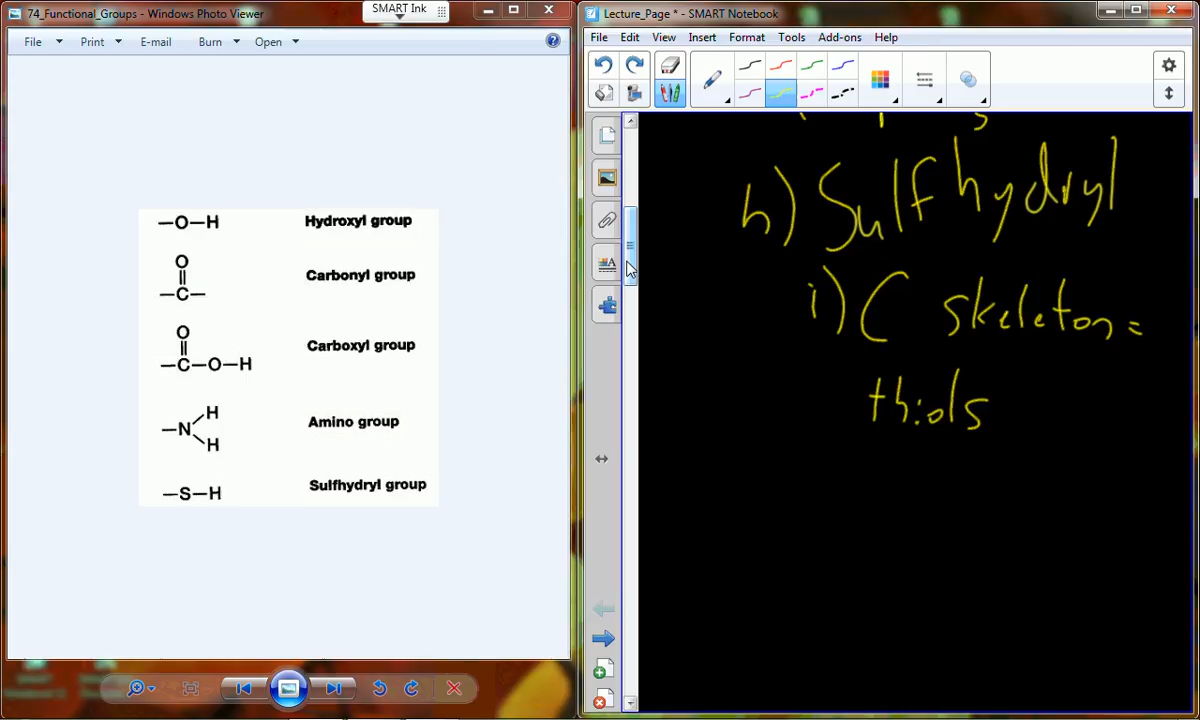 74_Functional_Groups - Windows Photo Viewer
SMART Ink
File Print E-mail Burn Open
—O—H Hydroxyl group
O
—C— Carbonyl group
O
—C—O—H Carboxyl group
H
—N Amino group
H
—S—H Sulfhydryl group
Lecture_Page * - SMART Notebook
File Edit View Insert Format Tools Add-ons Help
h) Sulfhydryl
i) C skeleton =
thiols